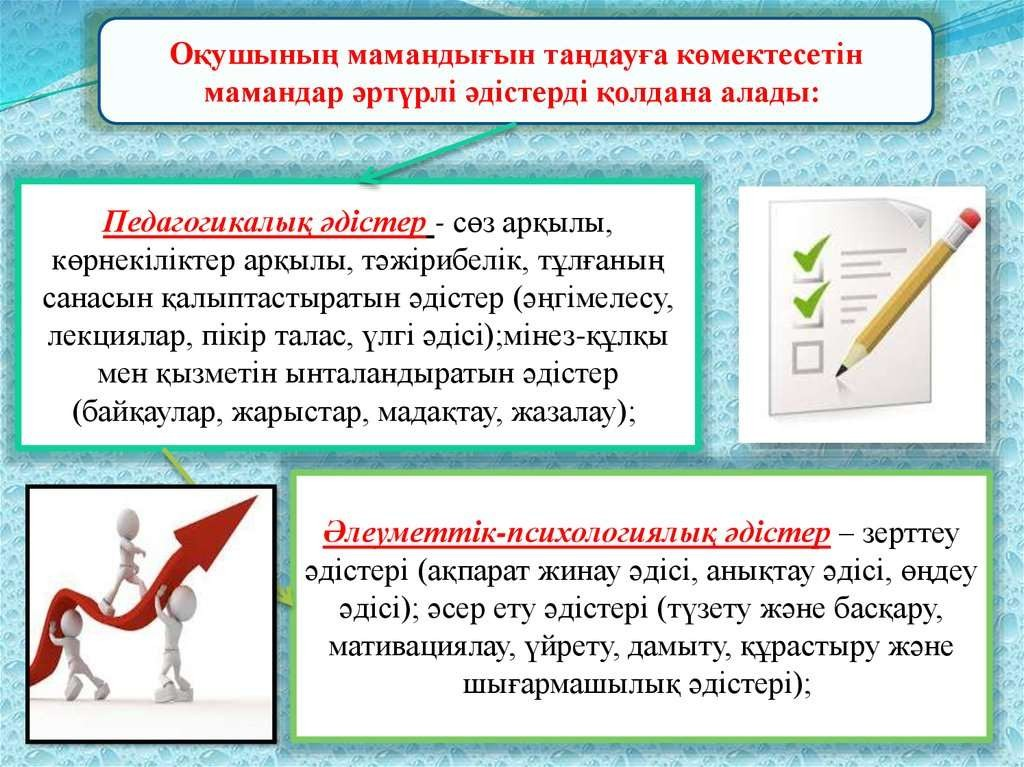 Оқушының мамандығын таңдауға көмектесетін
мамандар әртүрлі әдістерді қолдана алады:
Педагогикалық әдістер - сөз арқылы,
көрнекіліктер арқылы, тәжірибелік, тұлғаның
санасын қалыптастыратын әдістер (әңгімелесу,
лекциялар, пікір талас, үлгі әдісі);мінез-құлқы
мен қызметін ынталандыратын әдістер
(байқаулар, жарыстар, мадақтау, жазалау);
Әлеуметтік-психологиялық әдістер – зерттеу
әдістері (ақпарат жинау әдісі, анықтау әдісі, өңдеу
әдісі); әсер ету әдістері (түзету және басқару,
мативациялау, үйрету, дамыту, құрастыру және
шығармашылық әдістері);